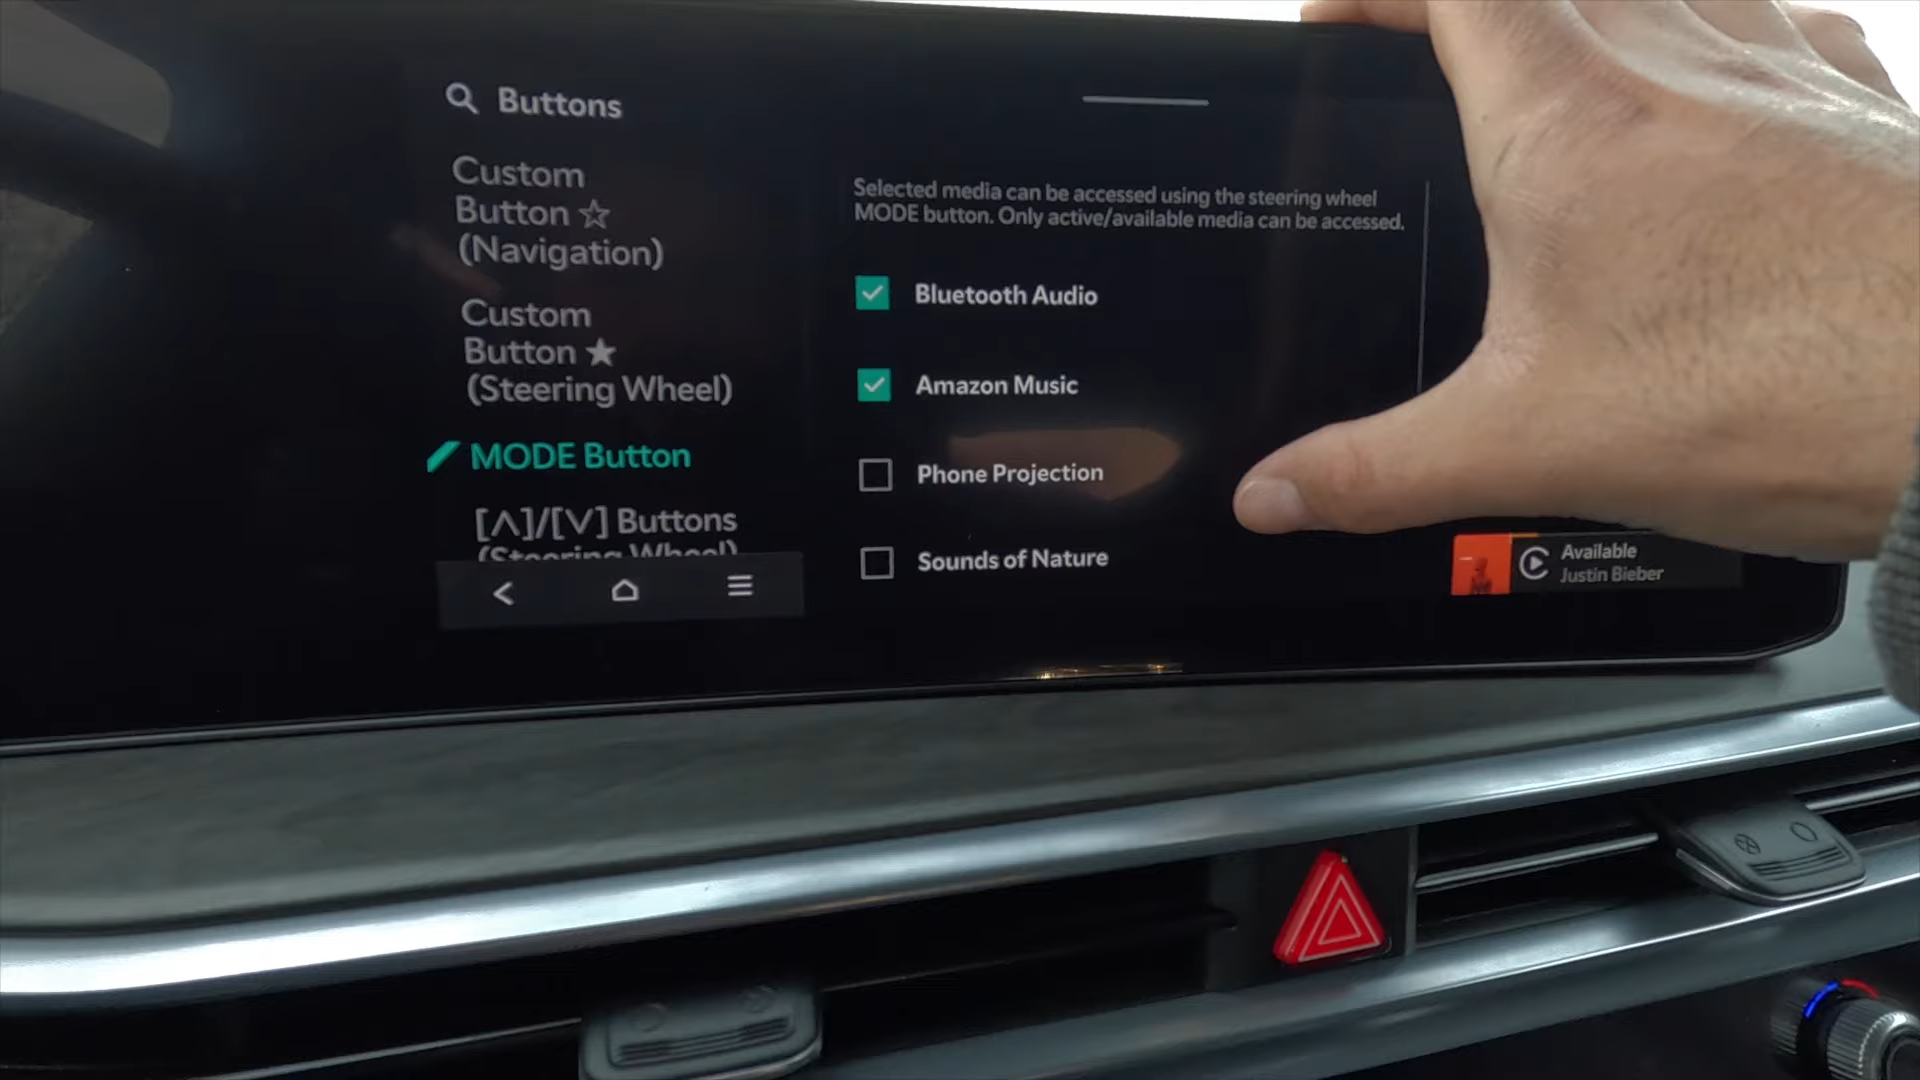 Buttons
Custom
Button ☆
(Navigation)
Custom
Button ★
(Steering Wheel)
MODE Button
[∧]/[∨] Buttons
(Steering Wheel)
Selected media can be accessed using the steering wheel
MODE button. Only active/available media can be accessed.
Bluetooth Audio
Amazon Music
Phone Projection
Sounds of Nature
Available
Justin Bieber